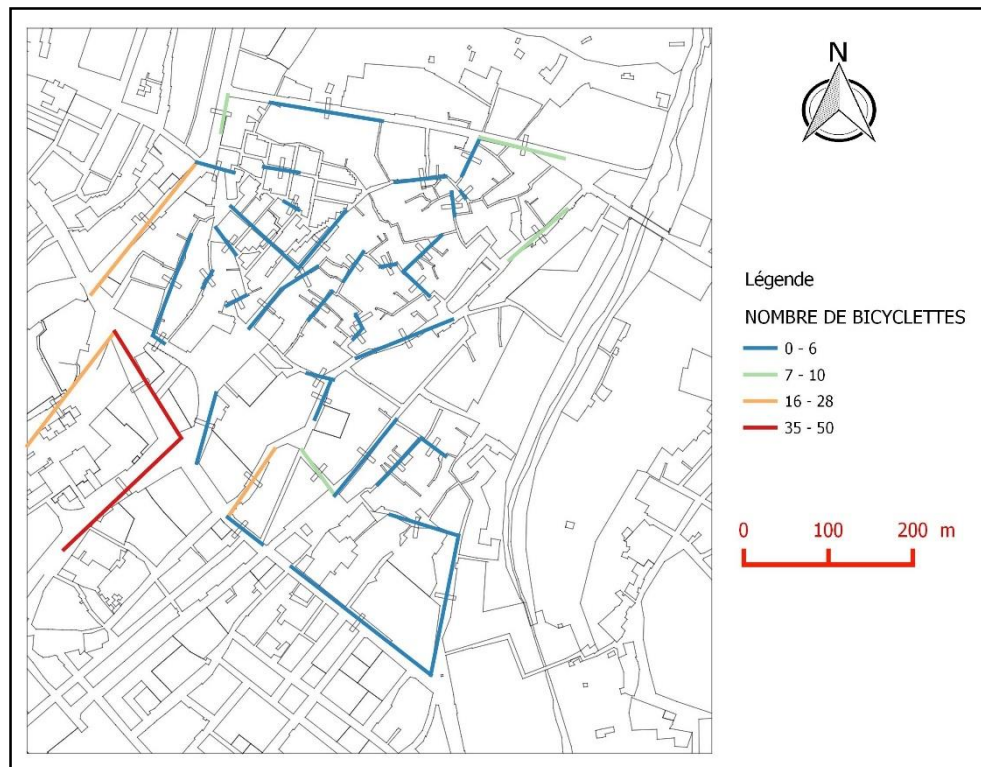 N
Légende
NOMBRE DE BICYCLETTES
0 - 6
7 - 10
16 - 28
35 - 50
0 100 200 m